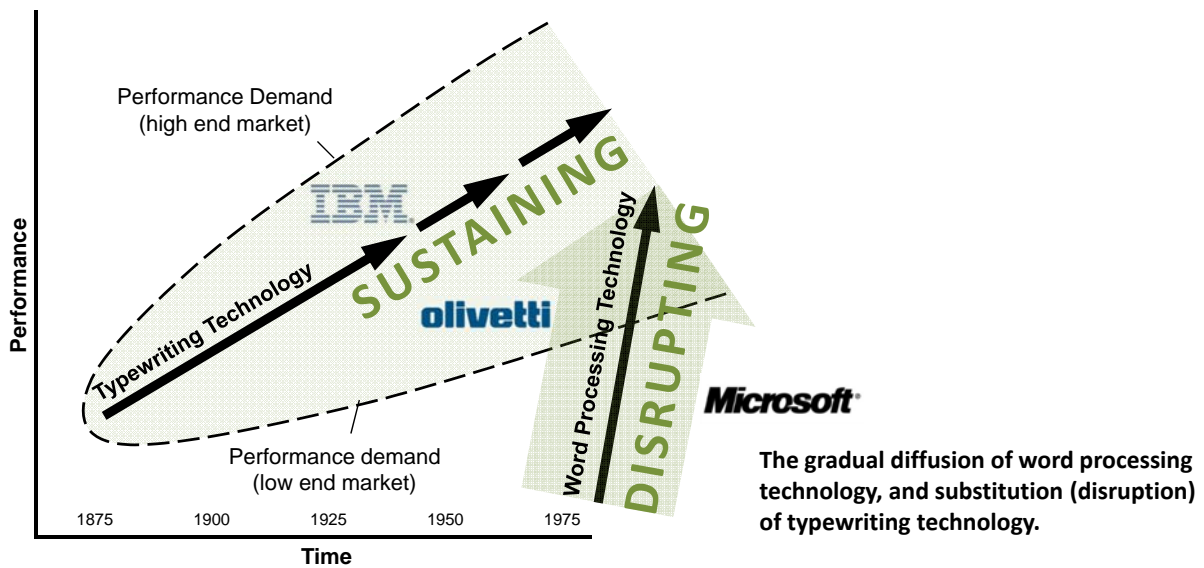 Performance Demand
(high end market)
IBM®
SUSTAINING
Typewriting Technology
olivetti
Performance
Word Processing Technology
DISRUPTING
Microsoft®
Performance demand
(low end market)
The gradual diffusion of word processing
technology, and substitution (disruption)
of typewriting technology.
1875 1900 1925 1950 1975
Time